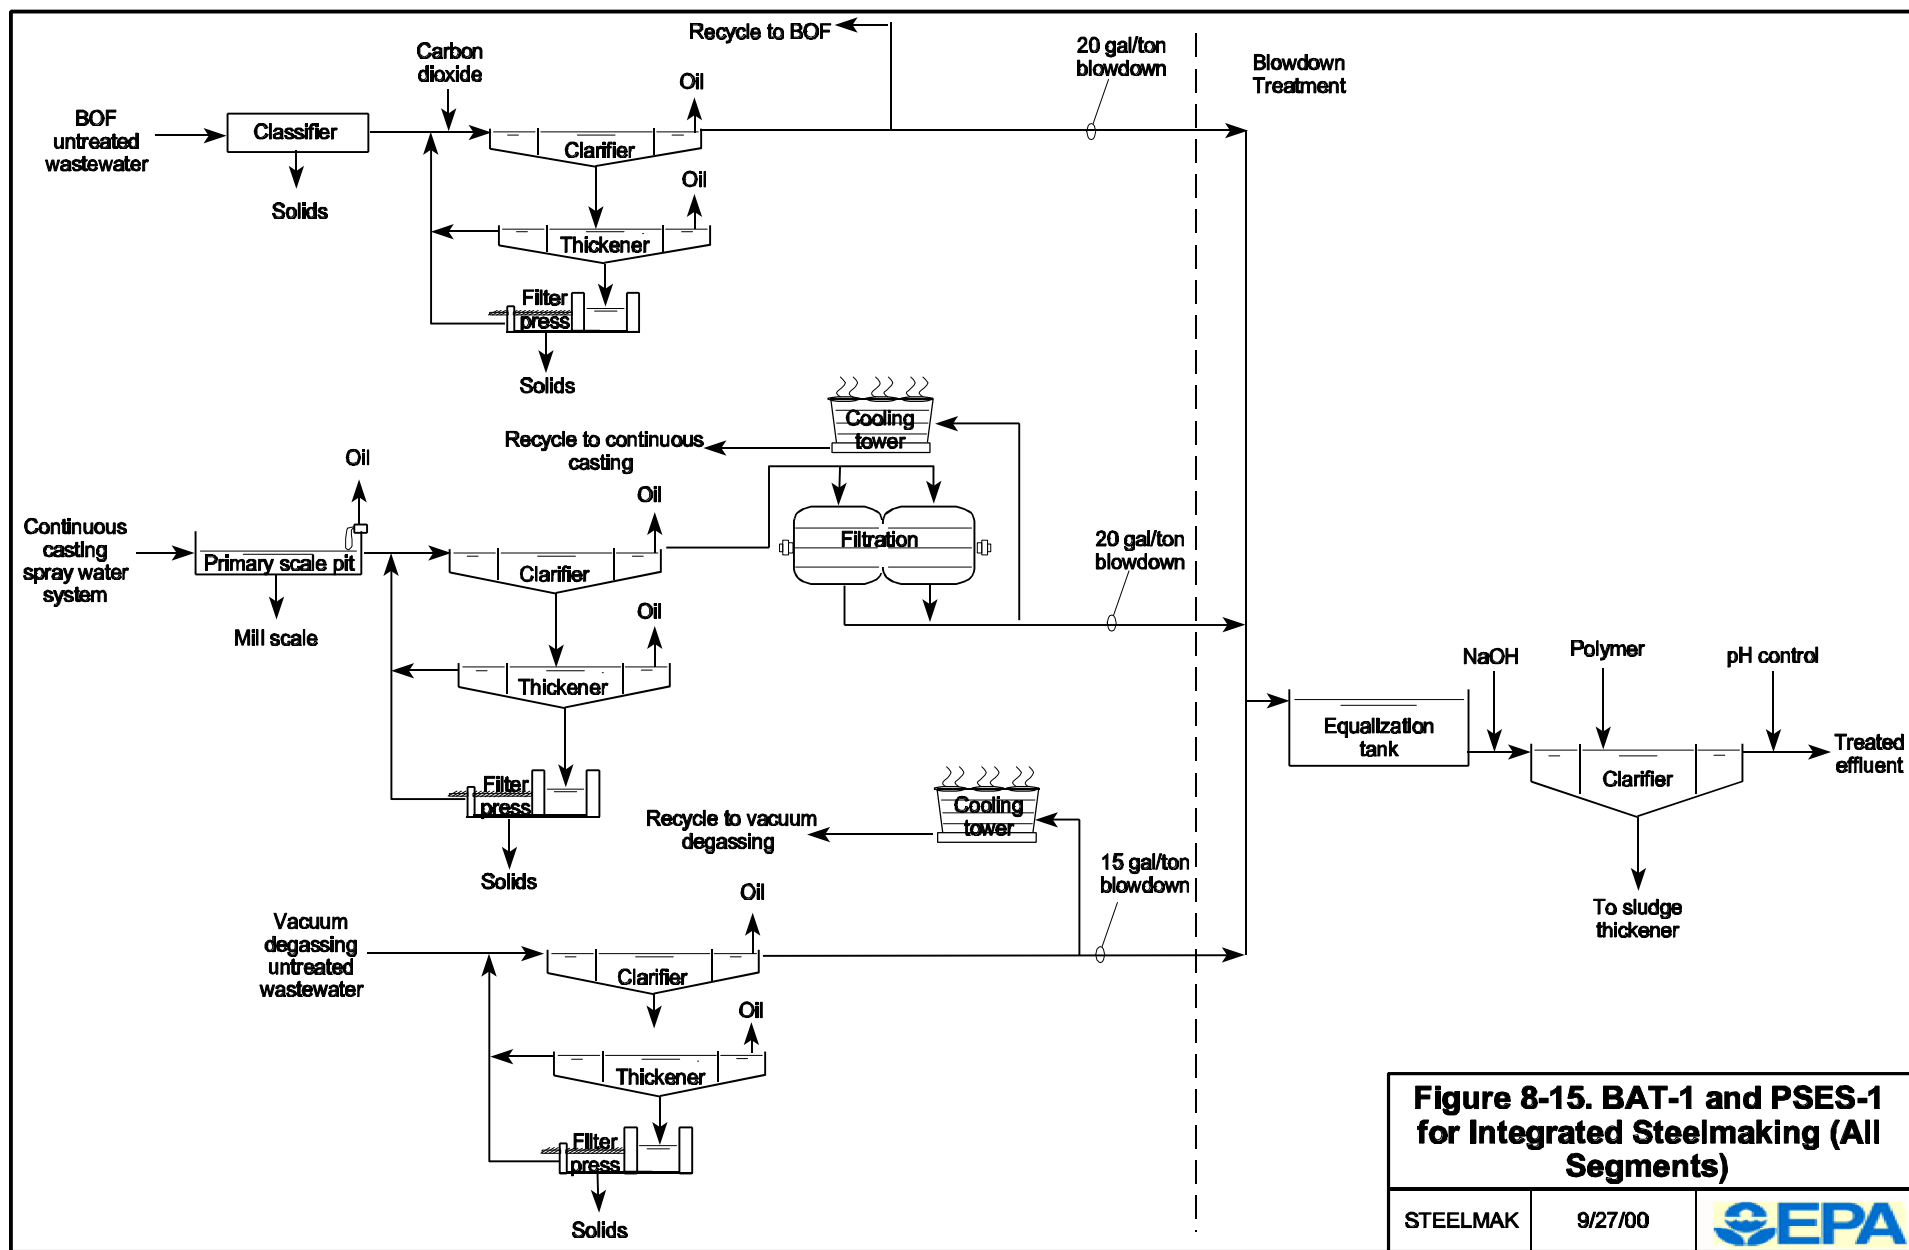 Recycle to BOF
20 gal/ton
blowdown
Blowdown
Treatment
Carbon
dioxide
Oil
BOF
untreated
wastewater
Classifier
Clarifier
Solids
Oil
Thickener
Filter
press
Solids
Cooling
tower
Recycle to continuous
casting
Oil
Oil
Continuous
casting
spray water
system
Primary scale pit
Clarifier
Filtration
20 gal/ton
blowdown
Mill scale
Oil
Thickener
Filter
press
Solids
NaOH
Polymer
pH control
Equalization
tank
Clarifier
Treated
effluent
To sludge
thickener
Cooling
tower
Recycle to vacuum
degassing
15 gal/ton
blowdown
Oil
Vacuum
degassing
untreated
wastewater
Clarifier
Oil
Thickener
Filter
press
Solids
Figure 8-15. BAT-1 and PSES-1
for Integrated Steelmaking (All
Segments)
STEELMAK
9/27/00
EPA